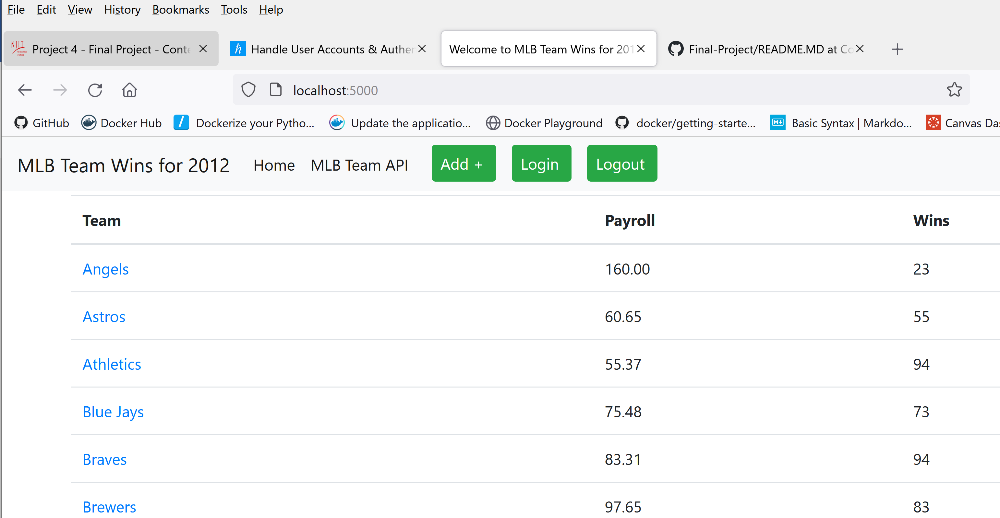 File Edit View History Bookmarks Tools Help
NJIT Project 4 - Final Project - Conte Handle User Accounts & Auther Welcome to MLB Team Wins for 201 Final-Project/README.MD at Co
localhost:5000
GitHub Docker Hub Dockerize your Pytho... Update the applicatio... Docker Playground docker/getting-starte... Basic Syntax | Markdo... Canvas Das
MLB Team Wins for 2012 Home MLB Team API Add + Login Logout
Team Payroll Wins
Angels 160.00 23
Astros 60.65 55
Athletics 55.37 94
Blue Jays 75.48 73
Braves 83.31 94
Brewers 97.65 83